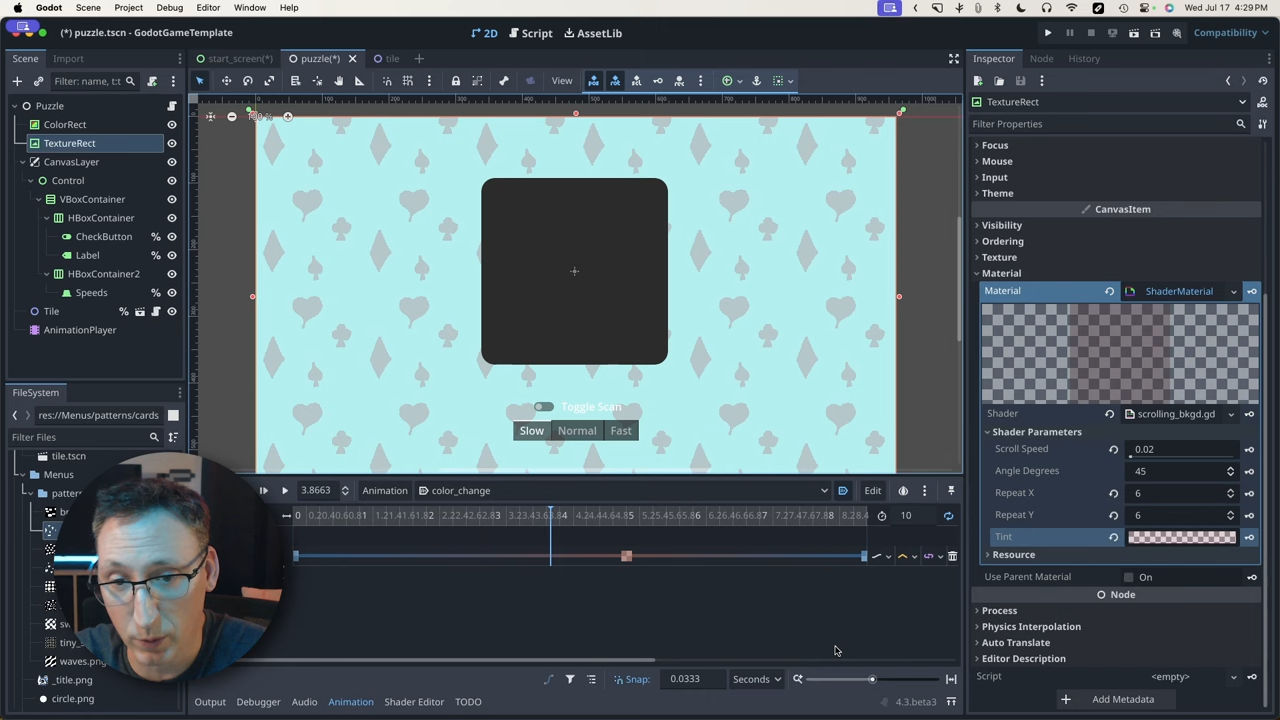 Godot Scene Project Debug Editor Window Help Wed Jul 17 4:29 PM
(*) puzzle.tscn - GodotGameTemplate 2D Script AssetLib Compatibility
Scene Import start_screen(*) puzzle(*) tile Inspector Node History
Filter: name, t:t View
Puzzle TextureRect
ColorRect Filter Properties
TextureRect Focus
CanvasLayer Mouse
Control Input
VBoxContainer Theme
HBoxContainer CanvasItem
CheckButton Visibility
Label Ordering
HBoxContainer2 Texture
Speeds Material
Tile Material ShaderMaterial
AnimationPlayer
FileSystem
res://Menus/patterns/cards Toggle Scan Shader scrolling_bkgd.gd
Filter Files Slow Normal Fast Shader Parameters
tile.tscn Scroll Speed 0.02
Menus Angle Degrees 45
3.8663 Animation color_change Edit Repeat X 6
10 Repeat Y 6
Tint
Resource
Use Parent Material On
Node
Process
Physics Interpolation
Auto Translate
tiny_
waves.png Editor Description
_title.png Snap: 0.0333 Seconds Script <empty>
circle.png Output Debugger Audio Animation Shader Editor TODO 4.3.beta3 Add Metadata